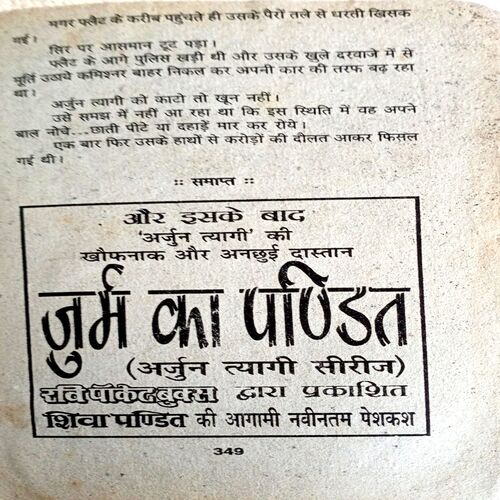 मगर फ्लैट के करीब पहुंचते ही उसके पैरों तले से धरती खिसक
गई।
सिर पर आसमान टूट पड़ा।
फ्लैट के आगे पुलिस खड़ी थी और उसके खुले दरवाजे में से
मूर्ति उठाये कमिश्नर बाहर निकल कर अपनी कार की तरफ बढ़ रहा
था।
अर्जुन त्यागी को काटो तो खून नहीं।
उसे समझ में नहीं आ रहा था कि इस स्थिति में वह अपने
बाल नोचे...छाती पीटे या दहाड़ें मार कर रोये।
एक बार फिर उसके हाथों से करोड़ों की दौलत आकर फिसल
गई थी।
:: समाप्त ::
और इसके बाद
'अर्जुन त्यागी' की
खौफनाक और अनछुई दास्तान
जुर्म का पण्डित
(अर्जुन त्यागी सीरीज)
रवि पॉकेट बुक्स द्वारा प्रकाशित
शिवा पण्डित की आगामी नवीनतम पेशकश
349